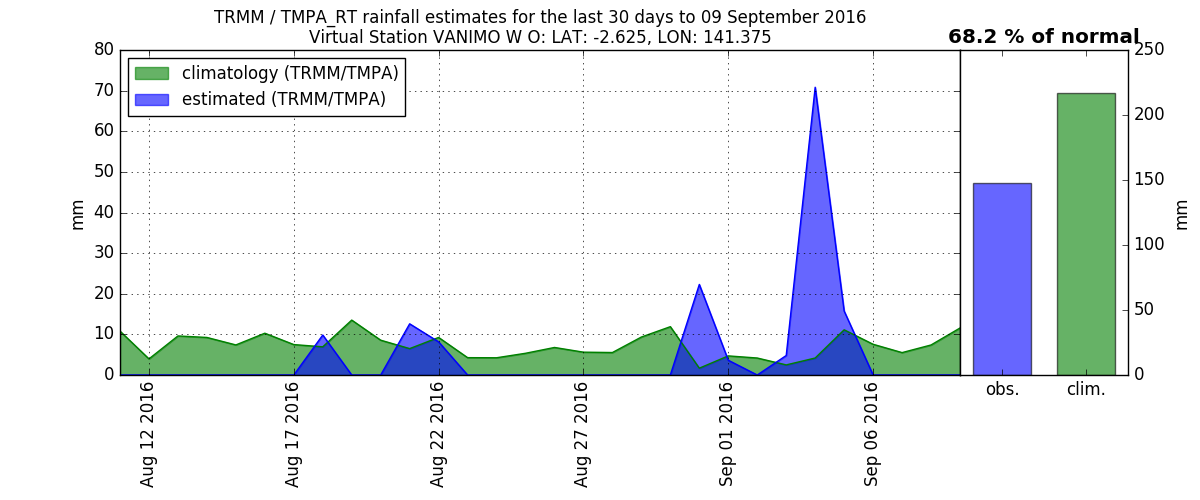 TRMM / TMPA_RT rainfall estimates for the last 30 days to 09 September 2016
Virtual Station VANIMO W O: LAT: -2.625, LON: 141.375
68.2 % of normal
climatology (TRMM/TMPA)
estimated (TRMM/TMPA)
mm
80
70
60
50
40
30
20
10
0
Aug 12 2016
Aug 17 2016
Aug 22 2016
Aug 27 2016
Sep 01 2016
Sep 06 2016
250
200
150
100
50
0
mm
obs.
clim.